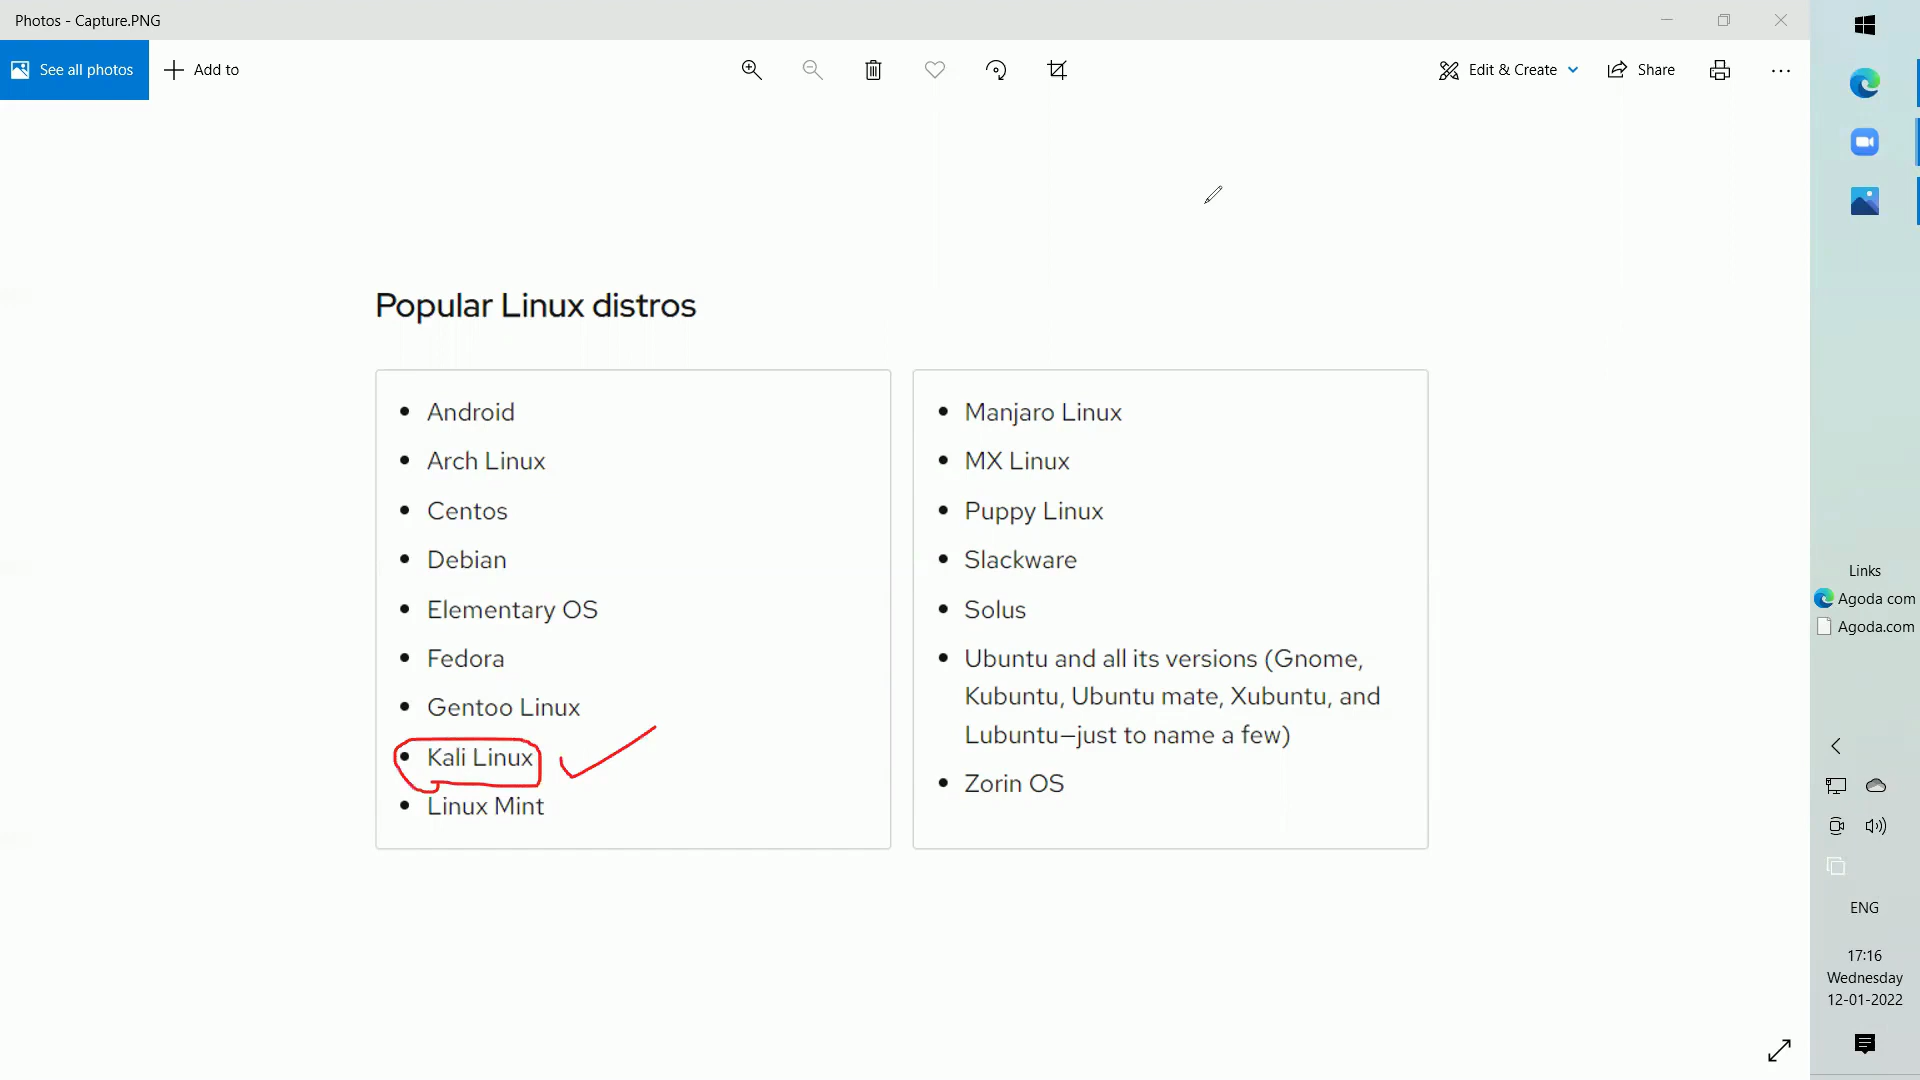 Photos - Capture.PNG
See all photos
Add to
Edit & Create
Share
Popular Linux distros
Android
Arch Linux
Centos
Debian
Elementary OS
Fedora
Gentoo Linux
Kali Linux
Linux Mint
Manjaro Linux
MX Linux
Puppy Linux
Slackware
Solus
Ubuntu and all its versions (Gnome,
Kubuntu, Ubuntu mate, Xubuntu, and
Lubuntu—just to name a few)
Zorin OS
Links
Agoda com
Agoda.com
ENG
17:16
Wednesday
12-01-2022